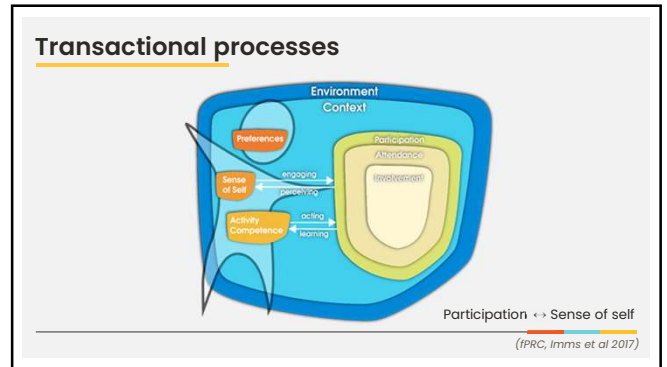 Transactional processes
Environment
Context
Preferences
Participation
Attendance
Involvement
Sense
of Self
engaging
perceiving
Activity
Competence
acting
learning
Participation ↔ Sense of self
(fPRC, Imms et al 2017)